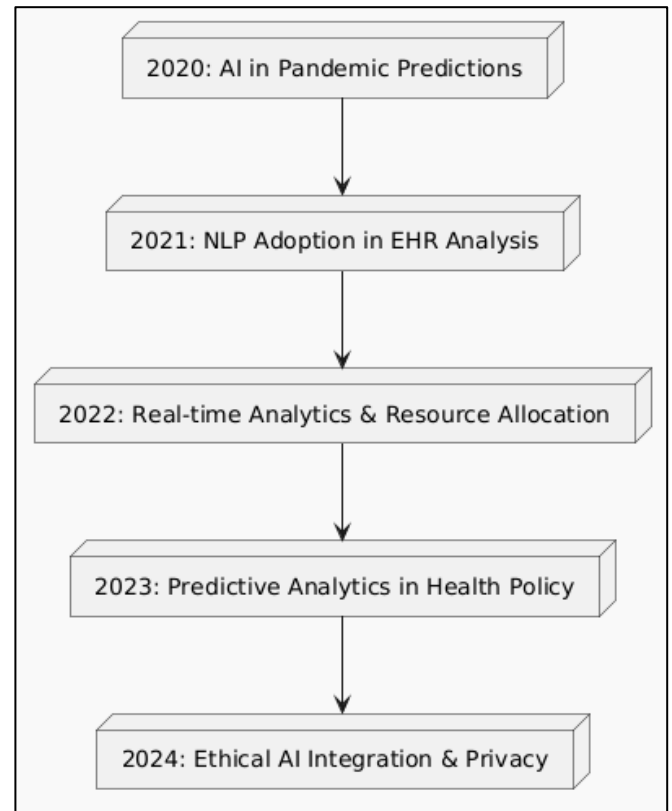 2020: AI in Pandemic Predictions
2021: NLP Adoption in EHR Analysis
2022: Real-time Analytics & Resource Allocation
2023: Predictive Analytics in Health Policy
2024: Ethical AI Integration & Privacy